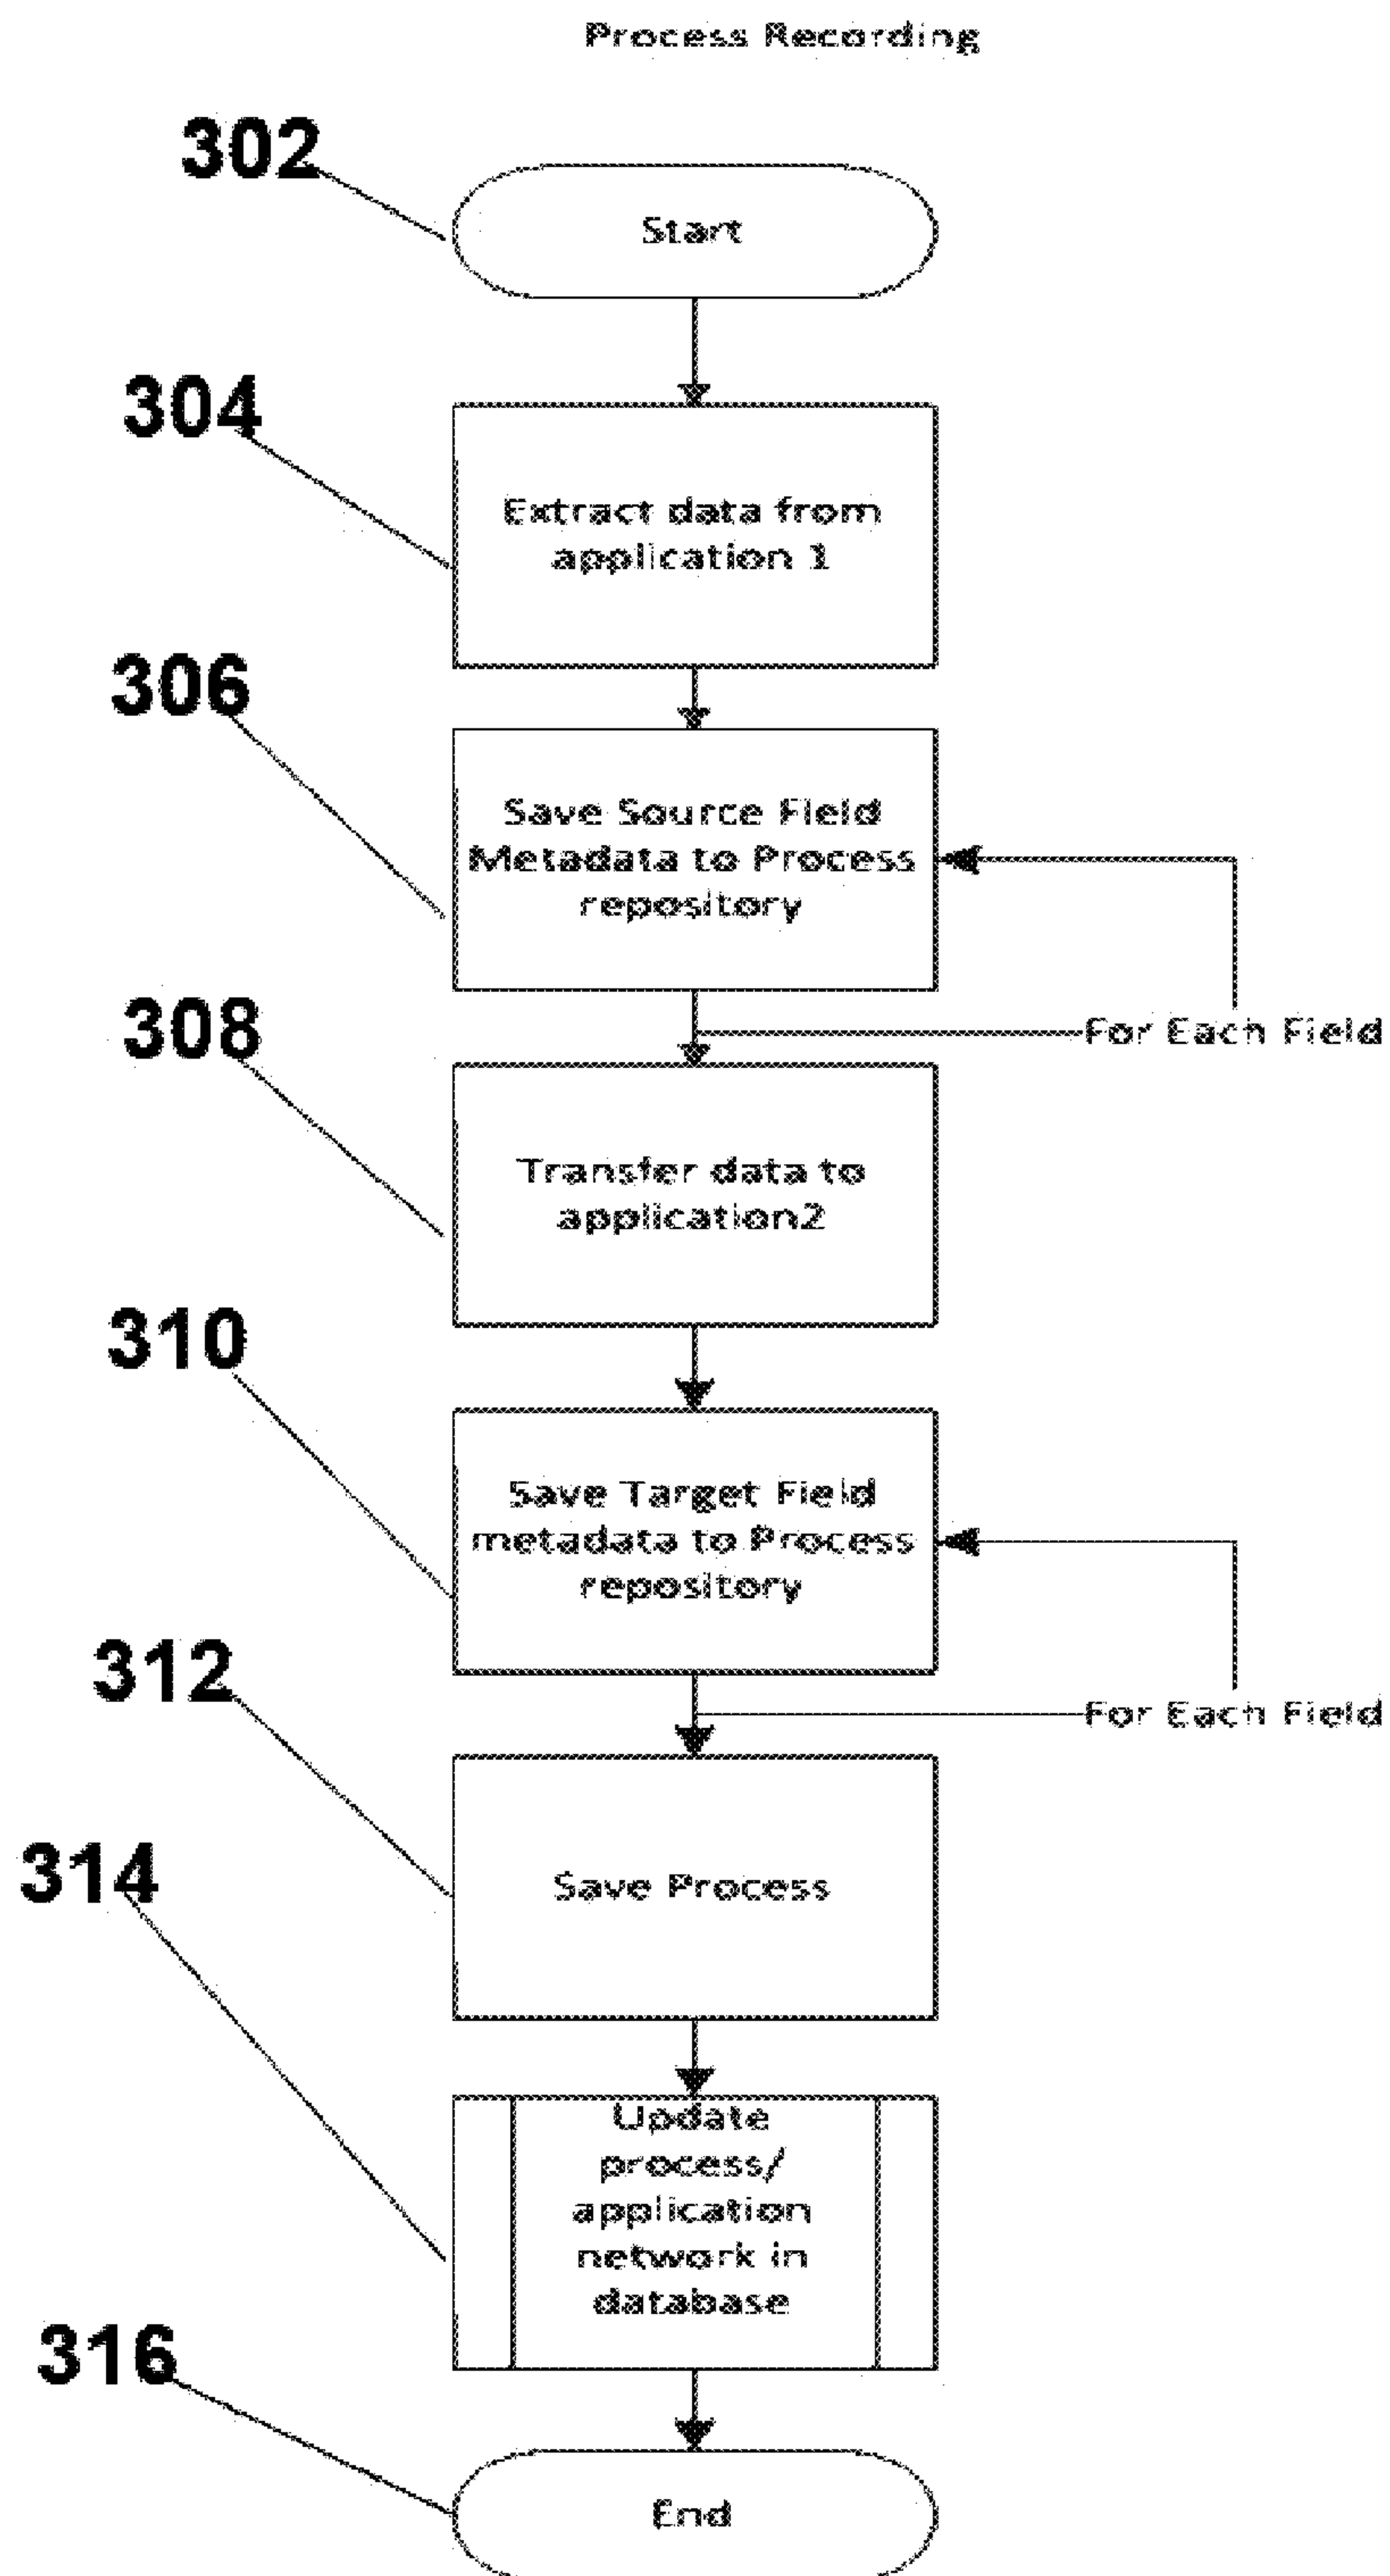 Process Recording
302
Start
304
Extract data from
application 1
306
Save Source Field
Metadata to Process
repository
For Each Field
308
Transfer data to
application2
310
Save Target Field
metadata to Process
repository
For Each Field
312
Save Process
314
Update
process/
application
network in
database
316
End